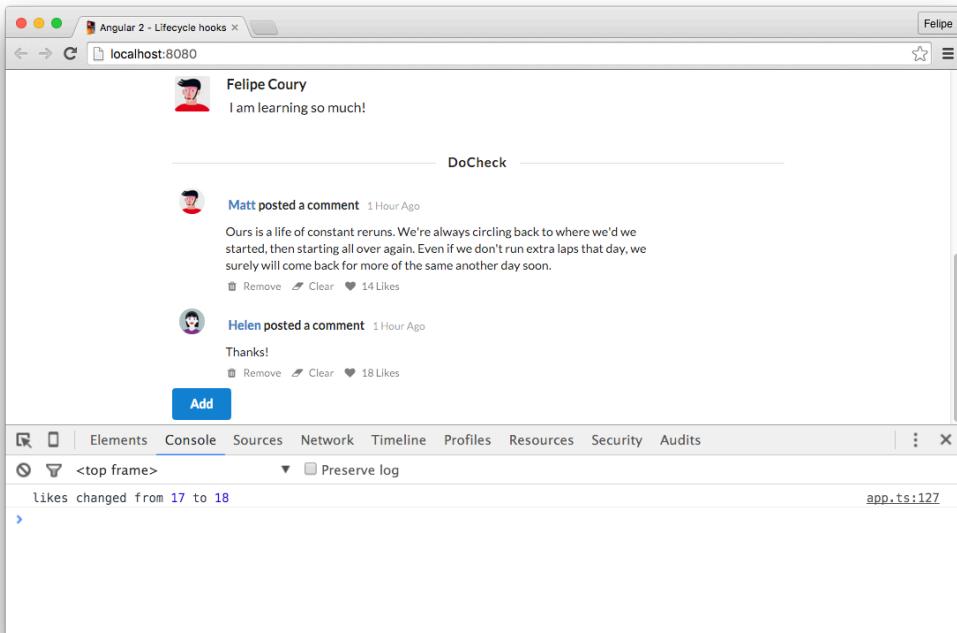 Angular 2 - Lifecycle hooks
Felipe
localhost:8080
Felipe Coury
I am learning so much!
DoCheck
Matt posted a comment 1 Hour Ago
Ours is a life of constant reruns. We're always circling back to where we'd we
started, then starting all over again. Even if we don't run extra laps that day, we
surely will come back for more of the same another day soon.
Remove Clear 14 Likes
Helen posted a comment 1 Hour Ago
Thanks!
Remove Clear 18 Likes
Add
Elements Console Sources Network Timeline Profiles Resources Security Audits
<top frame> Preserve log
likes changed from 17 to 18 app.ts:127